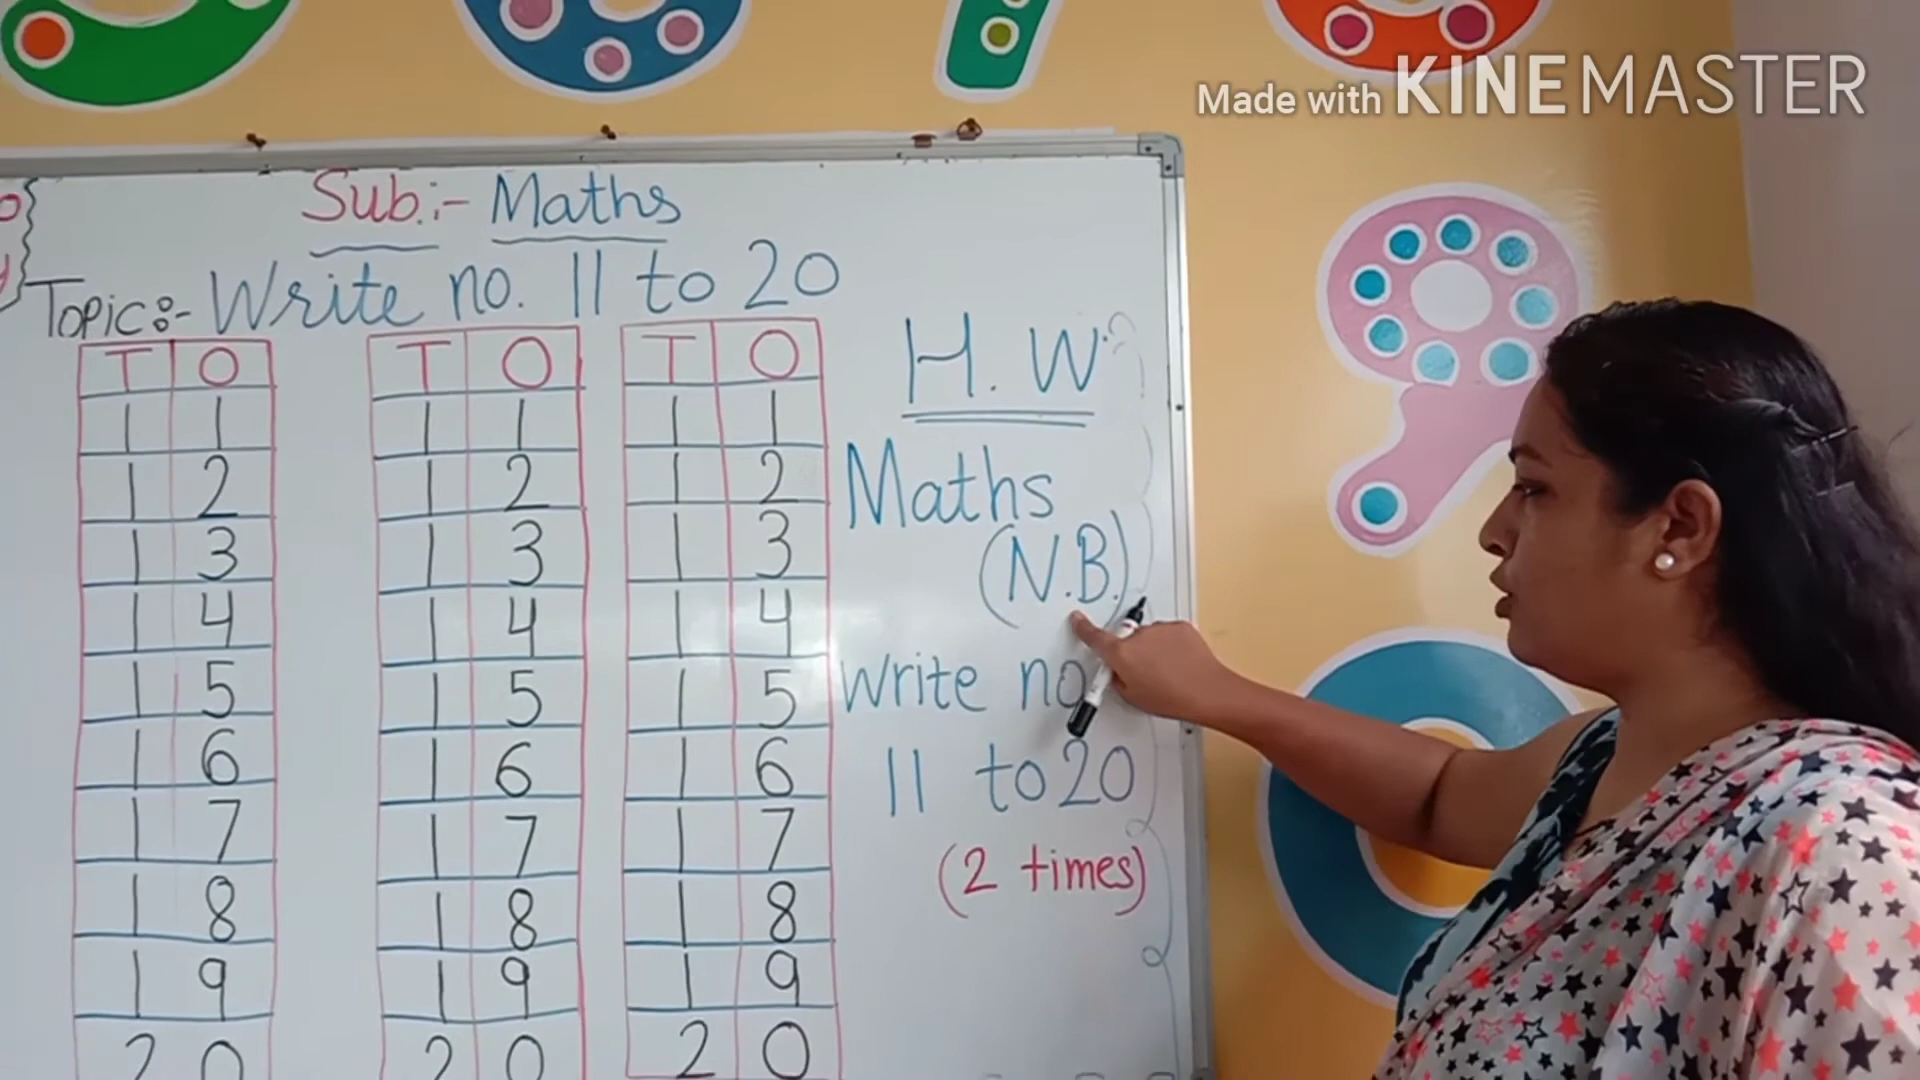 Made with KINEMASTER
Sub:- Maths
Topic:- Write no. 11 to 20
T O T O T O
1 1 1 1 1 1
1 2 1 2 1 2
1 3 1 3 1 3
1 4 1 4 1 4
1 5 1 5 1 5
1 6 1 6 1 6
1 7 1 7 1 7
1 8 1 8 1 8
1 9 1 9 1 9
2 0 2 0 2 0
H.W
Maths
(N.B.)
Write no
11 to 20
(2 times)